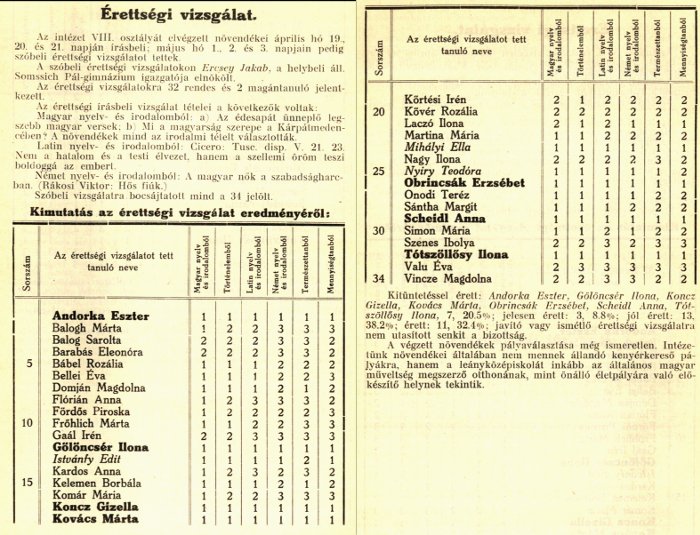 Érettségi vizsgálat.
Az intézet VIII. osztályát elvégzett növendékei április hó 19.,
20. és 21. napján írásbeli; május hó 1., 2. és 3. napjain pedig
szóbeli érettségi vizsgálatot tettek.
A szóbeli érettségi vizsgálatokon Ercsey Jakab, a helybeli áll.
Somssich Pál-gimnázium igazgatója elnökölt.
Az érettségi vizsgálatokra 32 rendes és 2 magántanuló jelent-
kezett.
Az érettségi írásbeli vizsgálat tételei a következők voltak:
Magyar nyelv- és irodalomból: a) Az édesapát ünneplő leg-
szebb magyar versek; b) Mi a magyarság szerepe a Kárpátmeden-
cében? A növendékek mind az irodalmi tételt választották.
Latin nyelv- és irodalomból: Cicero: Tusc. disp. V. 21. 23.
Nem a hatalom és a testi élvezet, hanem a szellemi öröm teszi
boldoggá az embert.
Német nyelv- és irodalomból: A magyar nők a szabadságharc-
ban. (Rákosi Viktor: Hős fiúk.)
Szóbeli vizsgálatra bocsájtatott mind a 34 jelölt.
Kimutatás az érettségi vizsgálat eredményéről:
Sorszám Az érettségi vizsgálatot tett tanuló neve Magyar nyelv és irodalomból Történelemből Latin nyelv és irodalomból Német nyelv és irodalomból Természettanból Mennyiségtanból
Andorka Eszter 1 1 1 1 1 1
Balogh Márta 1 2 2 3 3 3
Balog Sarolta 2 2 2 3 3 2
Barabás Eleonóra 2 2 2 3 3 3
5 Bábel Rozália 1 1 1 2 2 2
Bellei Éva 1 1 1 2 2 3
Domján Magdolna 1 1 1 2 1 2
Flórián Anna 1 2 3 3 3 2
Fördős Piroska 1 2 2 2 2 3
10 Fröhlich Márta 1 1 2 2 3 3
Gaál Irén 2 2 3 3 3 3
Gölöncsér Ilona 1 1 1 1 1 1
Istvánfy Edit 1 1 1 1 2 1
Kardos Anna 1 2 3 2 3 2
15 Kelemen Borbála 1 1 1 2 1 2
Komár Mária 1 2 2 3 3 3
Koncz Gizella 1 1 1 1 1 1
Kovács Márta 1 1 1 1 1 1
Sorszám Az érettségi vizsgálatot tett tanuló neve Magyar nyelv és irodalomból Történelemből Latin nyelv és irodalomból Német nyelv és irodalomból Természettanból Mennyiségtanból
Körtési Irén 2 1 2 2 2 2
20 Kövér Rozália 2 2 2 2 2 2
Laczó Ilona 2 1 2 1 1 1
Martina Mária 1 1 2 2 2 2
Mihályi Ella 1 1 1 1 1 2
Nagy Ilona 2 2 2 2 3 2
25 Nyíry Teodóra 1 1 1 1 2 1
Obrincsák Erzsébet 1 1 1 1 1 1
Onodi Teréz 1 1 1 1 2 2
Sántha Margit 1 1 1 2 2 2
Scheidl Anna 1 1 1 1 1 1
30 Simon Mária 1 1 2 1 2 2
Szenes Ibolya 2 2 3 2 3 3
Tótszöllősy Ilona 1 1 1 1 1 1
Valu Éva 2 2 3 3 3 3
34 Vincze Magdolna 2 2 2 2 3 2
Kitüntetéssel érett: Andorka Eszter, Gölöncsér Ilona, Koncz
Gizella, Kovács Márta, Obrincsák Erzsébet, Scheidl Anna, Tót-
szöllősy Ilona, 7, 20.5%; jelesen érett: 3, 8.8%; jól érett: 13,
38.2%; érett: 11, 32.4%; javító vagy ismétlő érettségi vizsgálatra
nem utasított senkit a bizottság.
A végzett növendékek pályaválasztása még ismeretlen. Intéze-
tünk növendékei általában nem mennek állandó kenyérkereső pá-
lyákra, hanem a leányközépiskolát inkább az általános magyar
műveltség megszerző otthonának, mint önálló életpályára való elő-
készítő helynek tekintik.